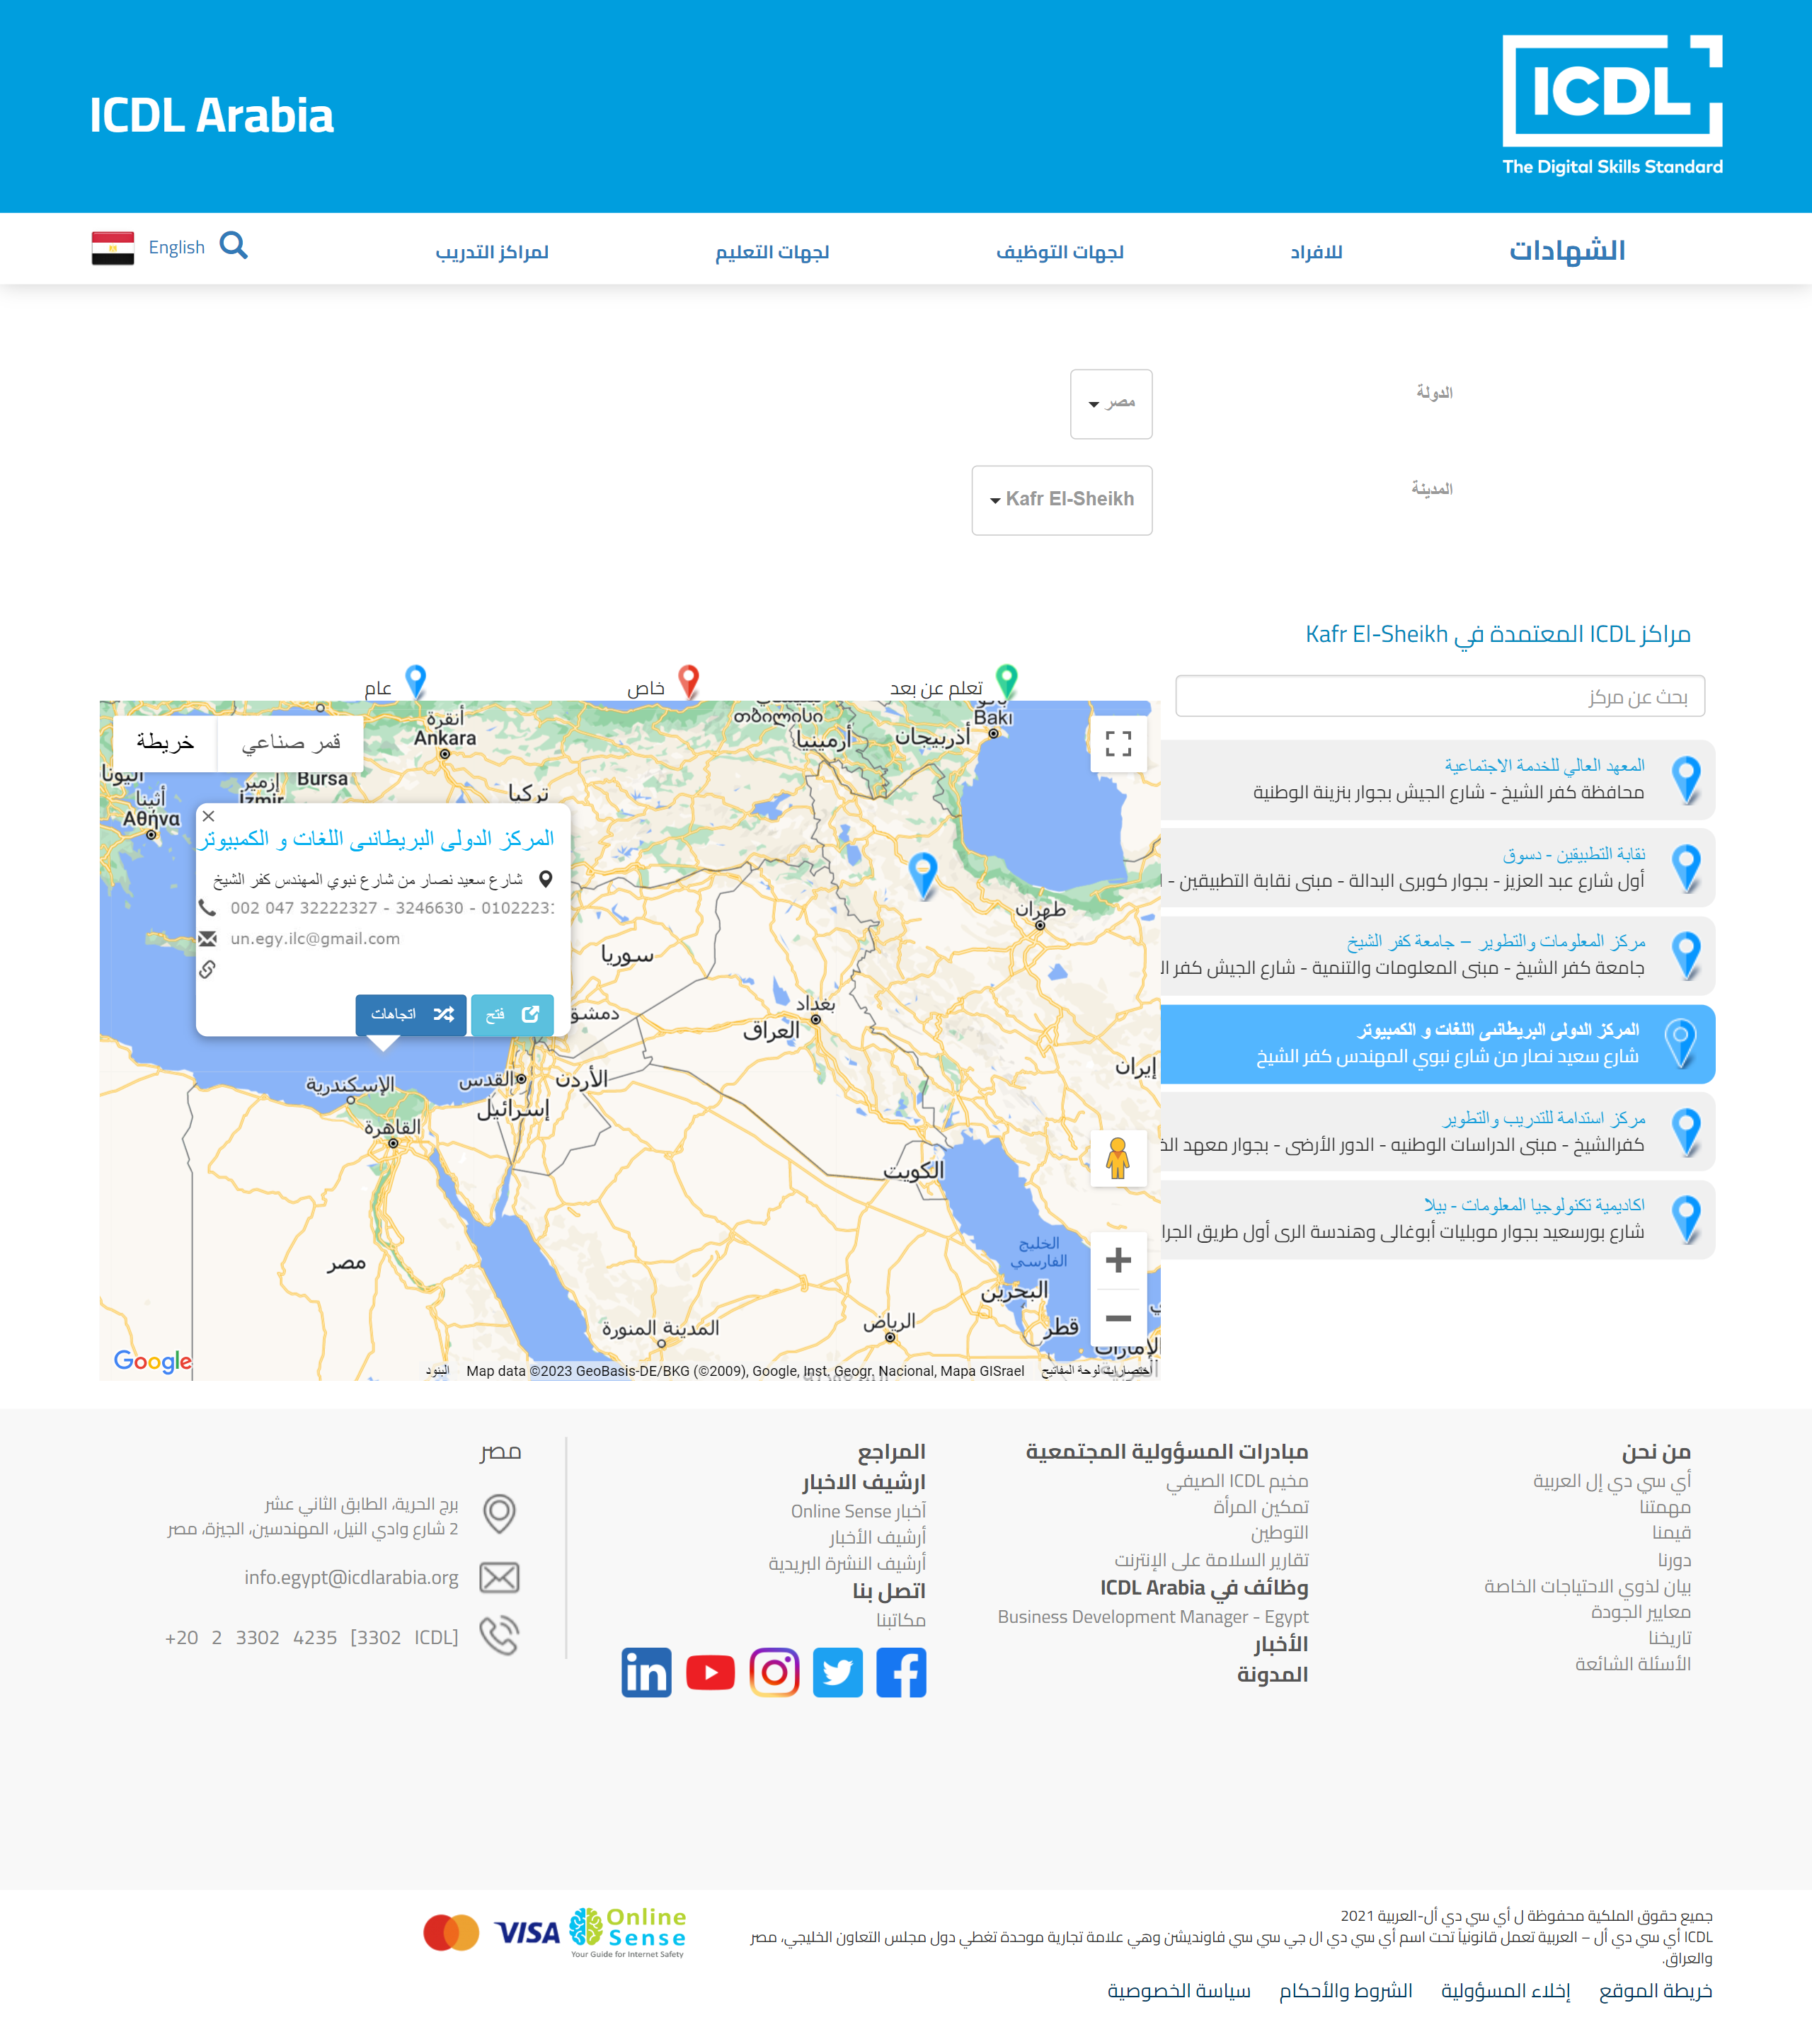 ICDL Arabia
ICDL
The Digital Skills Standard
الشهادات
للافراد
لجهات التوظيف
لجهات التعليم
لمراكز التدريب
English
الدولة
مصر
المدينة
Kafr El-Sheikh
مراكز ICDL المعتمدة في Kafr El-Sheikh
بحث عن مركز
المعهد العالي للخدمة الاجتماعية
محافظة كفر الشيخ - شارع الجيش بجوار بنزينة الوطنية
نقابة التطبيقين - دسوق
أول شارع عبد العزيز - بجوار كوبرى البدالة - مبنى نقابة التطبيقين -
مركز المعلومات والتطوير – جامعة كفر الشيخ
جامعة كفر الشيخ - مبنى المعلومات والتنمية - شارع الجيش كفر
المركز الدولى البريطانىى اللغات و الكمبيوتر
شارع سعيد نصار من شارع نبوي المهندس كفر الشيخ
مركز استدامة للتدريب والتطوير
كفرالشيخ - مبنى الدراسات الوطنيه - الدور الأرضى - بجوار معهد
اكاديمية تكنولوجيا المعلومات - بيلا
شارع بورسعيد بجوار موبليات أبوغالى وهندسة الرى أول طريق
تعلم عن بعد
خاص
عام
خريطة
قمر صناعي
أنقرة
Ankara
თბილისი
Bakı
أذربيجان
أرمينيا
Bursa
إزمير
İzmir
تركيا
أثينا
Αθήνα
المركز الدولى البريطانىى اللغات و الكمبيوتر
شارع سعيد نصار من شارع نبوي المهندس كفر الشيخ
002 047 32222327 - 3246630 - 0102223
un.egy.ilc@gmail.com
فتح
اتجاهات
طهران
سوريا
بغداد
العراق
إيران
الأردن
القدس
إسرائيل
الإسكندرية
القاهرة
الكويت
مصر
الخليج
الفارسي
البحرين
قطر
الرياض
المدينة المنورة
Google
اختصارات لوحة المفاتيح
Map data ©2023 GeoBasis-DE/BKG (©2009), Google, Inst. Geogr. Nacional, Mapa GISrael
البنود
من نحن
أي سي دي إل العربية
مهمتنا
قيمنا
دورنا
بيان لذوي الاحتياجات الخاصة
معايير الجودة
تاريخنا
الأسئلة الشائعة
مبادرات المسؤولية المجتمعية
مخيم ICDL الصيفي
تمكين المرأة
التوطين
تقارير السلامة على الإنترنت
وظائف في ICDL Arabia
Business Development Manager - Egypt
الأخبار
المدونة
المراجع
ارشيف الاخبار
آخبار Online Sense
أرشيف الأخبار
أرشيف النشرة البريدية
اتصل بنا
مكاتبنا
مصر
برج الحرية، الطابق الثاني عشر
2 شارع وادي النيل، المهندسين، الجيزة، مصر
info.egypt@icdlarabia.org
+20 2 3302 4235 [3302 ICDL]
جميع حقوق الملكية محفوظة ل أي سي دي أل-العربية 2021
ICDL أي سي دي أل – العربية تعمل قانونياً تحت اسم أي سي دي ال جي سي سي فاونديشن وهي علامة تجارية موحدة تغطي دول مجلس التعاون الخليجي، مصر
والعراق.
VISA
Online
Sense
Your Guide for Internet Safety
خريطة الموقع
إخلاء المسؤولية
الشروط والأحكام
سياسة الخصوصية